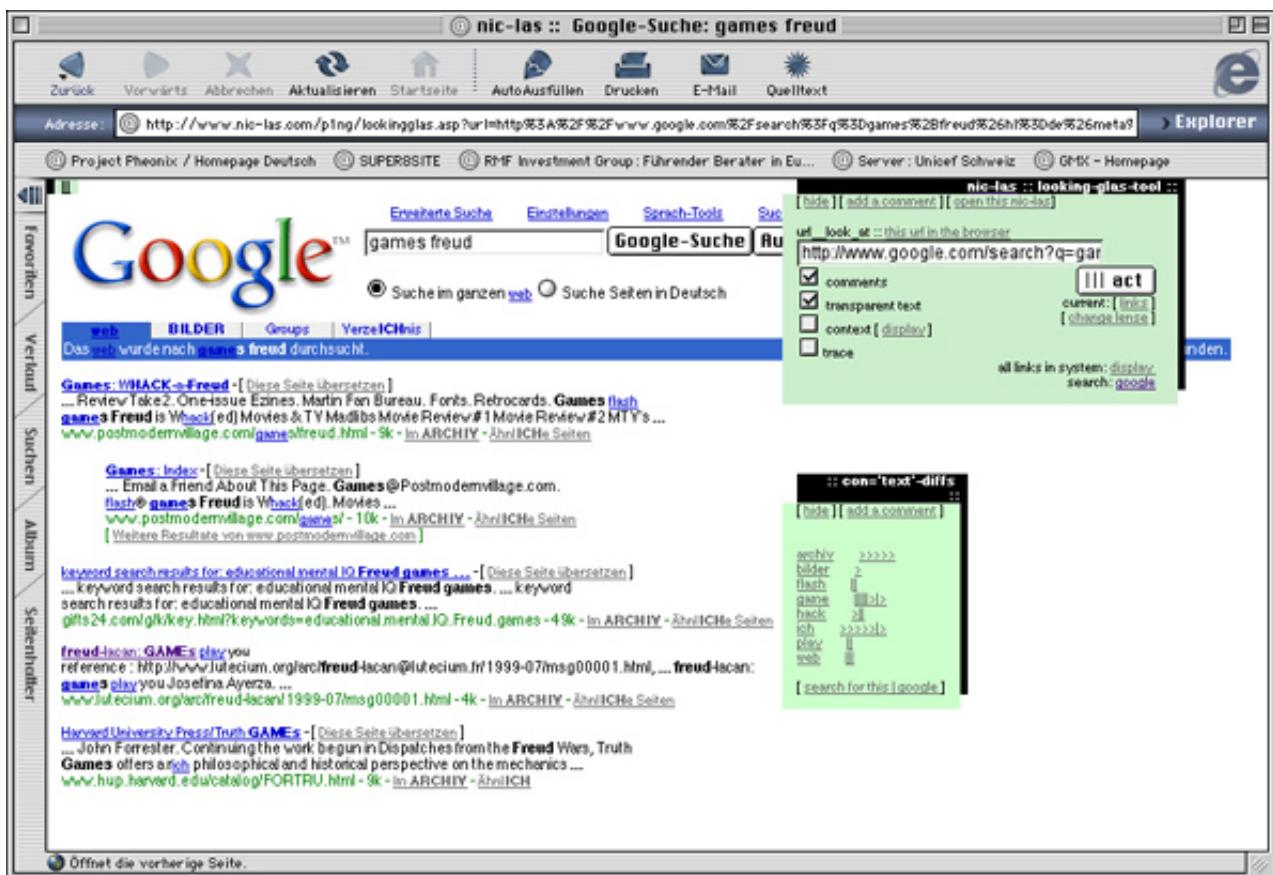 nic-las :: Google-Suche: games freud
Zurück Vorwärts Abbrechen Aktualisieren Startseite AutoAusfüllen Drucken E-Mail Quelltext
Adresse: http://www.nic-las.com/p1ng/lookingglas.asp?url=http%3A%2F%2Fwww.google.com%2Fsearch%3Fq%3Dgames%2Bfreud%26hl%3Dde%26meta% Explorer
Project Pheonix / Homepage Deutsch SUPER8SITE RMF Investment Group : Führender Berater in Eu... Server : Unicef Schweiz GMX - Homepage
Favoriten
Verlauf
Suchen
Album
Seitenhalter
Google™
Erweiterte Suche Einstellungen Sprach-Tools Suc
games freud Google-Suche Au
Suche im ganzen web Suche Seiten in Deutsch
web BILDER Groups VerzeICHnis
Das web wurde nach games freud durchsucht. nden.
Games: WHACK-a-Freud -[ Diese Seite übersetzen ]
... Review Take2. One-issue Ezines. Martin Fan Bureau. Fonts. Retrocards. Games flash
games Freud is Whack(ed) Movies & TV Madlibs Movie Review #1 Movie Review #2 MTY's ...
www.postmodernvillage.com/games/freud.html - 9k - Im ARCHIV - ÄhnlICHe Seiten
Games: Index -[ Diese Seite übersetzen ]
... Email a Friend About This Page. Games@Postmodernvillage.com.
flash® games Freud is Whack(ed). Movies ...
www.postmodernvillage.com/games/ - 10k - Im ARCHIV - ÄhnlICHe Seiten
[ Weitere Resultate von www.postmodernvillage.com ]
keyword search results for: educational mental IQ Freud games ... -[ Diese Seite übersetzen ]
... keyword search results for: educational mental IQ Freud games. ... keyword
search results for: educational mental IQ Freud games. ...
gifts24.com/g/k/key.html?keywords=educational.mental.IQ.Freud.games - 49k - Im ARCHIV - ÄhnlICHe Seiten
freud-lacan: GAMEs play you
reference : http://www.lutecium.org/arc/freud-lacan@lutecium.fr/1999-07/msg00001.html, ... freud-lacan:
games play you Josefina Ayerza. ...
www.lutecium.org/arc/freud-lacan/1999-07/msg00001.html - 4k - Im ARCHIV - ÄhnlICHe Seiten
Harvard University Press/Truth GAMEs -[ Diese Seite übersetzen ]
... John Forrester. Continuing the work begun in Dispatches from the Freud Wars, Truth
Games offers a rich philosophical and historical perspective on the mechanics ...
www.hup.harvard.edu/catalog/FORTRU.html - 9k - Im ARCHIV - ÄhnlICH
nic-las :: looking-glas-tool ::
[ hide ][ add a comment ][ open this nic-las]
url_look_at :: this url in the browser
http://www.google.com/search?q=gar
comments ||| act
transparent text current: [ links ]
[ change lense ]
context [ display ]
trace
all links in system: display
search: google
:: con='text'-diffs
::
[ hide ][ add a comment ]
archiv >>>>>
bilder >
flash ||
game ||||>|>
hack >||
ich >>>>>|>
play ||
web |||
[ search for this | google ]
Öffnet die vorherige Seite.